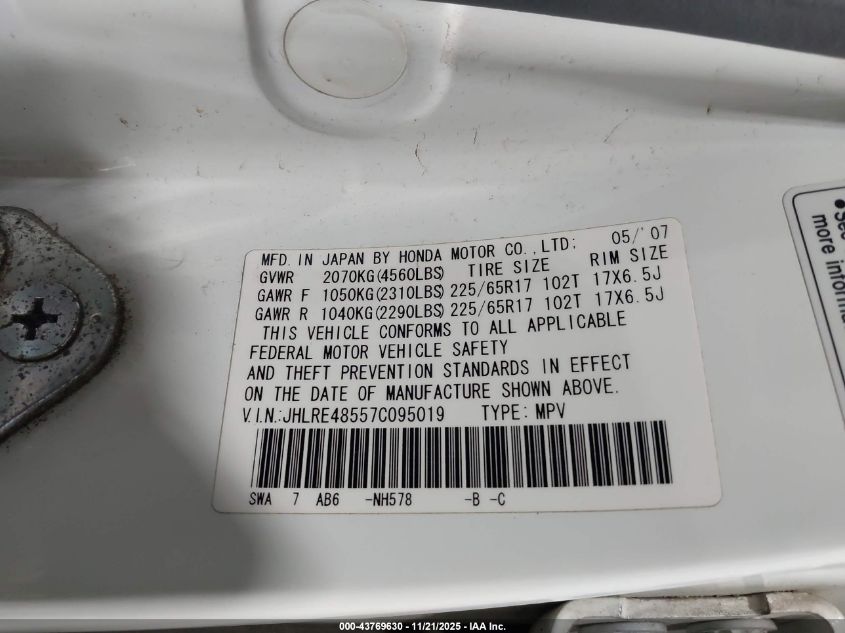 MFD. IN JAPAN BY HONDA MOTOR CO., LTD: 05/'07
GVWR 2070KG(4560LBS) TIRE SIZE RIM SIZE
GAWR F 1050KG(2310LBS) 225/65R17 102T 17X6.5J
GAWR R 1040KG(2290LBS) 225/65R17 102T 17X6.5J
THIS VEHICLE CONFORMS TO ALL APPLICABLE
FEDERAL MOTOR VEHICLE SAFETY
AND THEFT PREVENTION STANDARDS IN EFFECT
ON THE DATE OF MANUFACTURE SHOWN ABOVE.
V.I.N.:JHLRE48557C095019 TYPE: MPV
SWA 7 AB6 -NH578 -B -C
•See
more
000-43769630 - 11/21/2025 - IAA Inc.